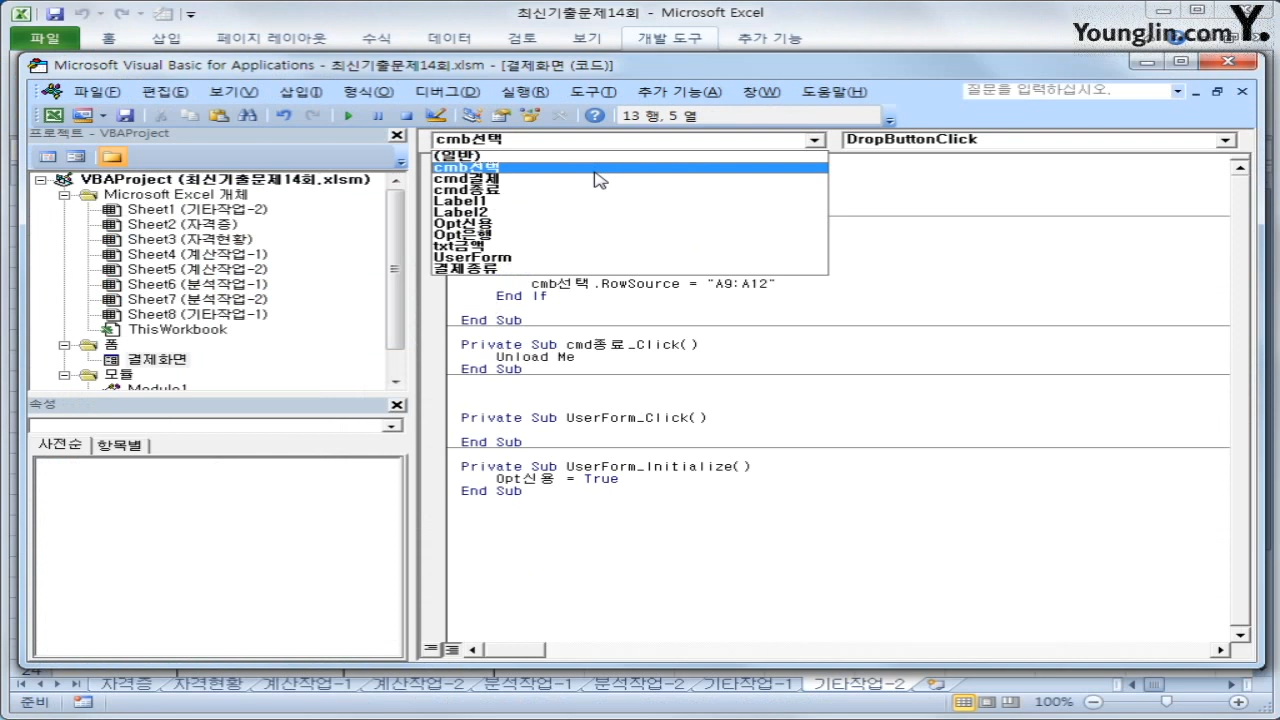 최신기출문제14회 - Microsoft Excel
파일 홈 삽입 페이지 레이아웃 수식 데이터 검토 보기 개발 도구 추가 기능
YoungJin.com Y.
Microsoft Visual Basic for Applications - 최신기출문제14회.xlsm - [결제화면 (코드)]
파일(F) 편집(E) 보기(V) 삽입(I) 형식(O) 디버그(D) 실행(R) 도구(T) 추가 기능(A) 창(W) 도움말(H) 질문을 입력하십시오.
13 행, 5 열
프로젝트 - VBAProject
cmb선택 DropButtonClick
(일반)
cmb선택
cmd결제
cmd종료
Label1
Label2
Opt신용
Opt은행
txt금액
UserForm
결제종류
VBAProject (최신기출문제14회.xlsm)
Microsoft Excel 개체
Sheet1 (기타작업-2)
Sheet2 (자격증)
Sheet3 (자격현황)
Sheet4 (계산작업-1)
Sheet5 (계산작업-2)
Sheet6 (분석작업-1)
Sheet7 (분석작업-2)
Sheet8 (기타작업-1)
ThisWorkbook
폼
결제화면
모듈
Module1
cmb선택.RowSource = "A9:A12"
End If
End Sub
Private Sub cmd종료_Click()
Unload Me
End Sub
Private Sub UserForm_Click()
End Sub
Private Sub UserForm_Initialize()
Opt신용 = True
End Sub
속성
사전순 항목별
24
자격증 자격현황 계산작업-1 계산작업-2 분석작업-1 분석작업-2 기타작업-1 기타작업-2
준비 100%